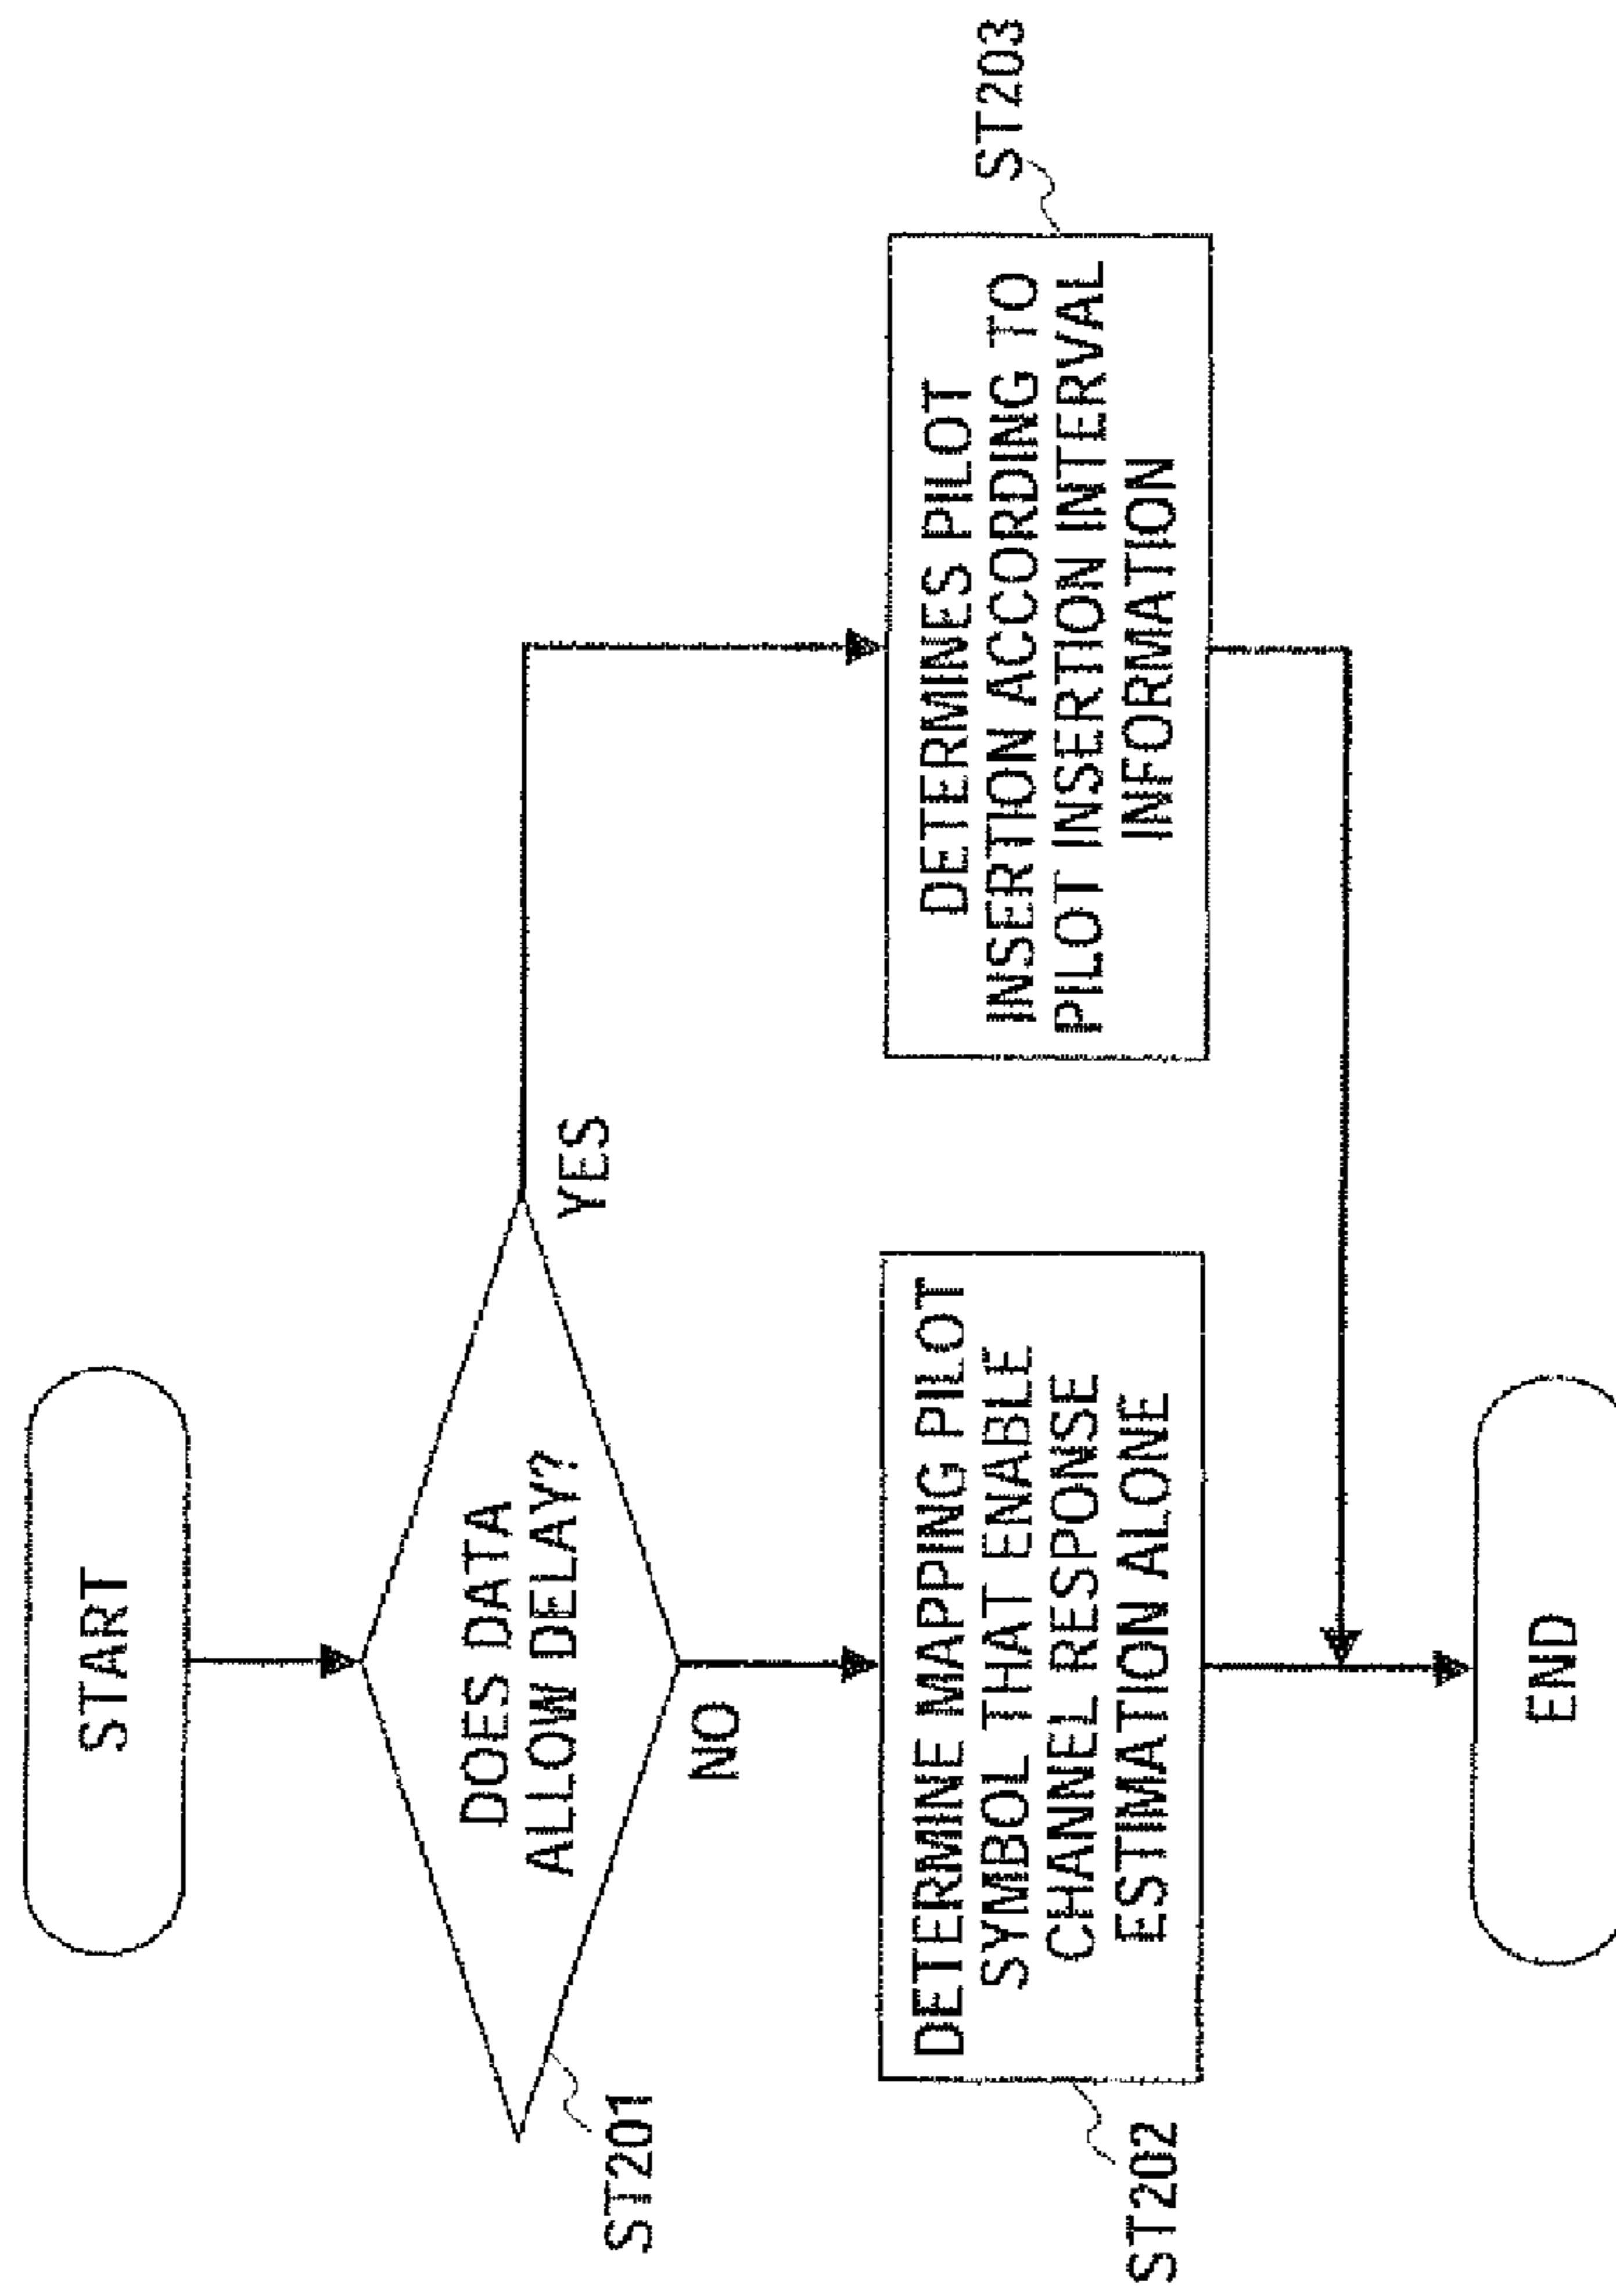 START
DOES DATA
ALLOW DELAY?
ST201
YES
NO
DETERMINE MAPPING PILOT
SYMBOL THAT ENABLE
CHANNEL RESPONSE
ESTIMATION ALONE
ST202
DETERMINES PILOT
INSERTION ACCORDING TO
PILOT INSERTION INTERVAL
INFORMATION
ST203
END